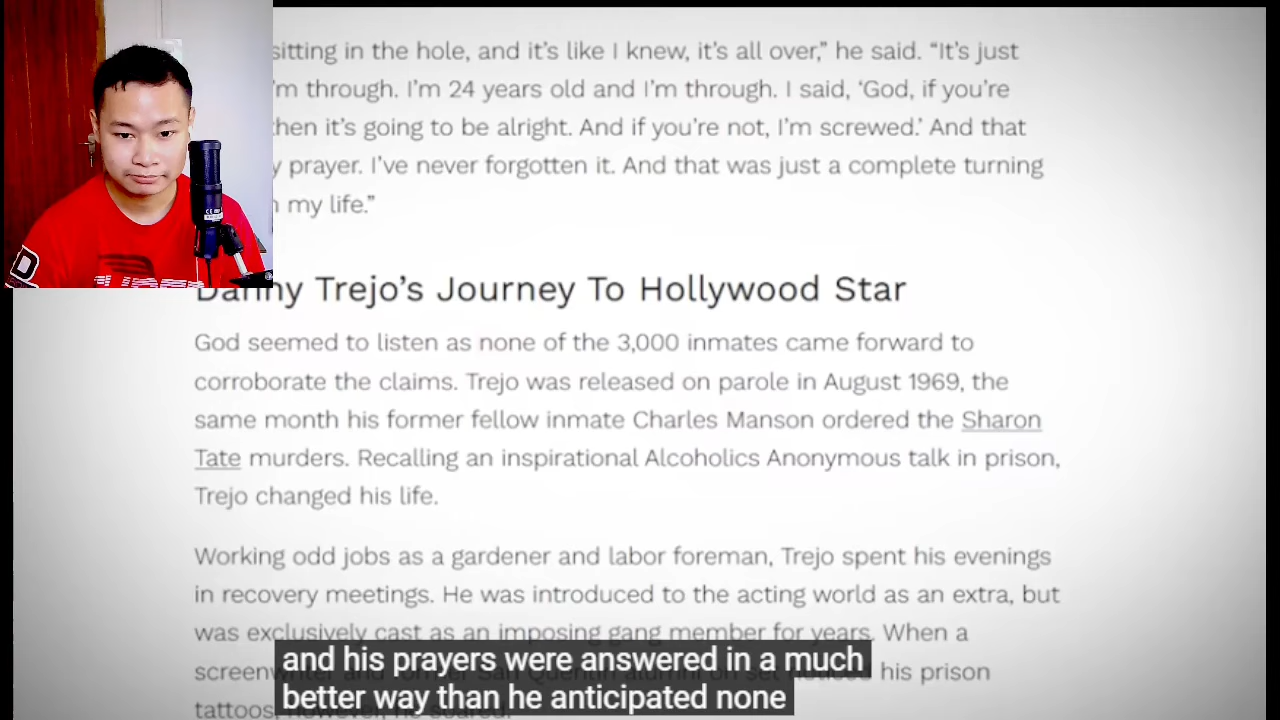 sitting in the hole, and it's like I knew, it's all over,” he said. “It's just
'm through. I'm 24 years old and I'm through. I said, ‘God, if you're
then it's going to be alright. And if you're not, I'm screwed.’ And that
y prayer. I've never forgotten it. And that was just a complete turning
my life.”
Danny Trejo's Journey To Hollywood Star
God seemed to listen as none of the 3,000 inmates came forward to
corroborate the claims. Trejo was released on parole in August 1969, the
same month his former fellow inmate Charles Manson ordered the Sharon
Tate murders. Recalling an inspirational Alcoholics Anonymous talk in prison,
Trejo changed his life.
Working odd jobs as a gardener and labor foreman, Trejo spent his evenings
in recovery meetings. He was introduced to the acting world as an extra, but
was exclusively cast as an imposing gang member for years. When a
his prison
tattoos,
and his prayers were answered in a much
better way than he anticipated none